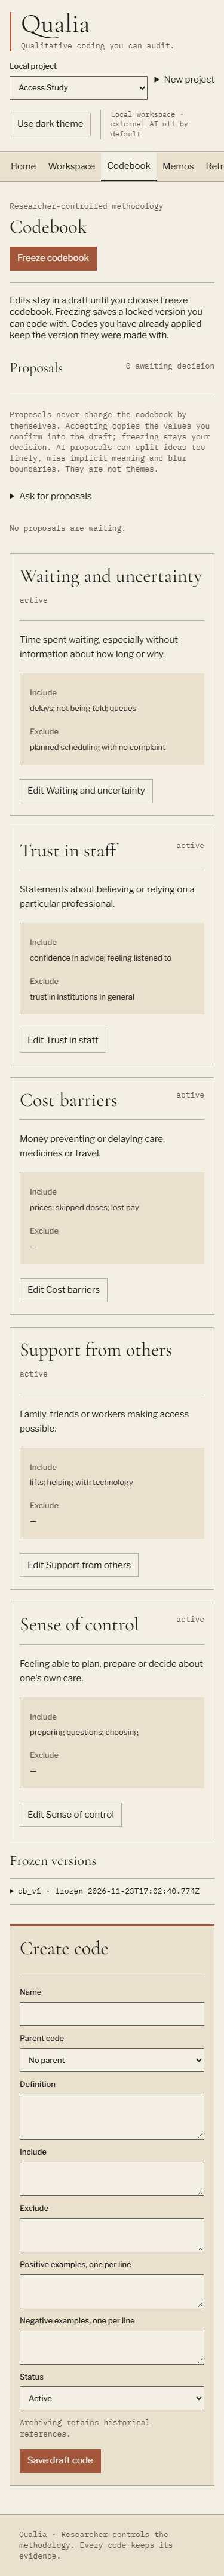 Qualia
Qualitative coding you can audit.
Local project
Access Study
▶ New project
Use dark theme
Local workspace ·
external AI off by
default
Home Workspace Codebook Memos Retr
Researcher-controlled methodology
Codebook
Freeze codebook
Edits stay in a draft until you choose Freeze
codebook. Freezing saves a locked version you
can code with. Codes you have already applied
keep the version they were made with.
Proposals
0 awaiting decision
Proposals never change the codebook by
themselves. Accepting copies the values you
confirm into the draft; freezing stays your
decision. AI proposals can split ideas too
finely, miss implicit meaning and blur
boundaries. They are not themes.
▶ Ask for proposals
No proposals are waiting.
Waiting and uncertainty
active
Time spent waiting, especially without
information about how long or why.
Include
delays; not being told; queues
Exclude
planned scheduling with no complaint
Edit Waiting and uncertainty
Trust in staff
active
Statements about believing or relying on a
particular professional.
Include
confidence in advice; feeling listened to
Exclude
trust in institutions in general
Edit Trust in staff
Cost barriers
active
Money preventing or delaying care,
medicines or travel.
Include
prices; skipped doses; lost pay
Exclude
—
Edit Cost barriers
Support from others
active
Family, friends or workers making access
possible.
Include
lifts; helping with technology
Exclude
—
Edit Support from others
Sense of control
active
Feeling able to plan, prepare or decide about
one's own care.
Include
preparing questions; choosing
Exclude
—
Edit Sense of control
Frozen versions
▶ cb_v1 · frozen 2026-11-23T17:02:40.774Z
Create code
Name
Parent code
No parent
Definition
Include
Exclude
Positive examples, one per line
Negative examples, one per line
Status
Active
Archiving retains historical
references.
Save draft code
Qualia · Researcher controls the
methodology. Every code keeps its
evidence.